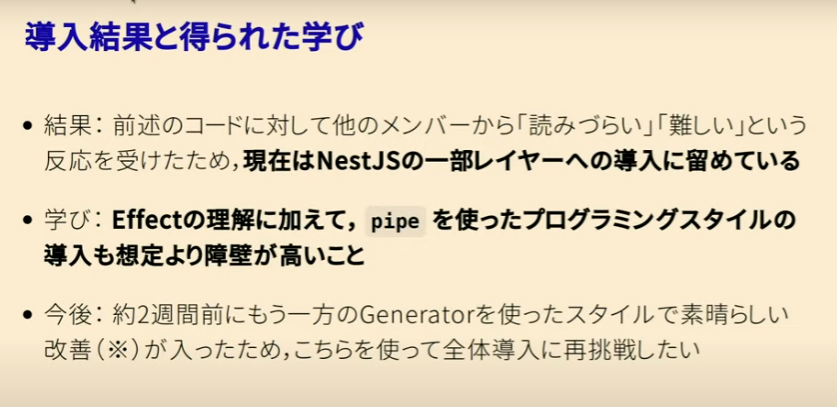 導入結果と得られた学び
• 結果: 前述のコードに対して他のメンバーから「読みづらい」「難しい」という
反応を受けたため,現在はNestJSの一部レイヤーへの導入に留めている
• 学び: Effectの理解に加えて, pipe を使ったプログラミングスタイルの
導入も想定より障壁が高いこと
• 今後: 約2週間前にもう一方のGeneratorを使ったスタイルで素晴らしい
改善(※)が入ったため,こちらを使って全体導入に再挑戦したい